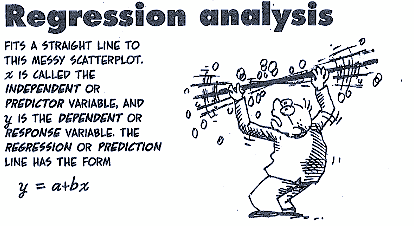 Regression analysis
FITS A STRAIGHT LINE TO
THIS MESSY SCATTERPLOT.
x IS CALLED THE
INDEPENDENT OR
PREDICTOR VARIABLE, AND
y IS THE DEPENDENT OR
RESPONSE VARIABLE. THE
REGRESSION OR PREDICTION
LINE HAS THE FORM
y = a+bx